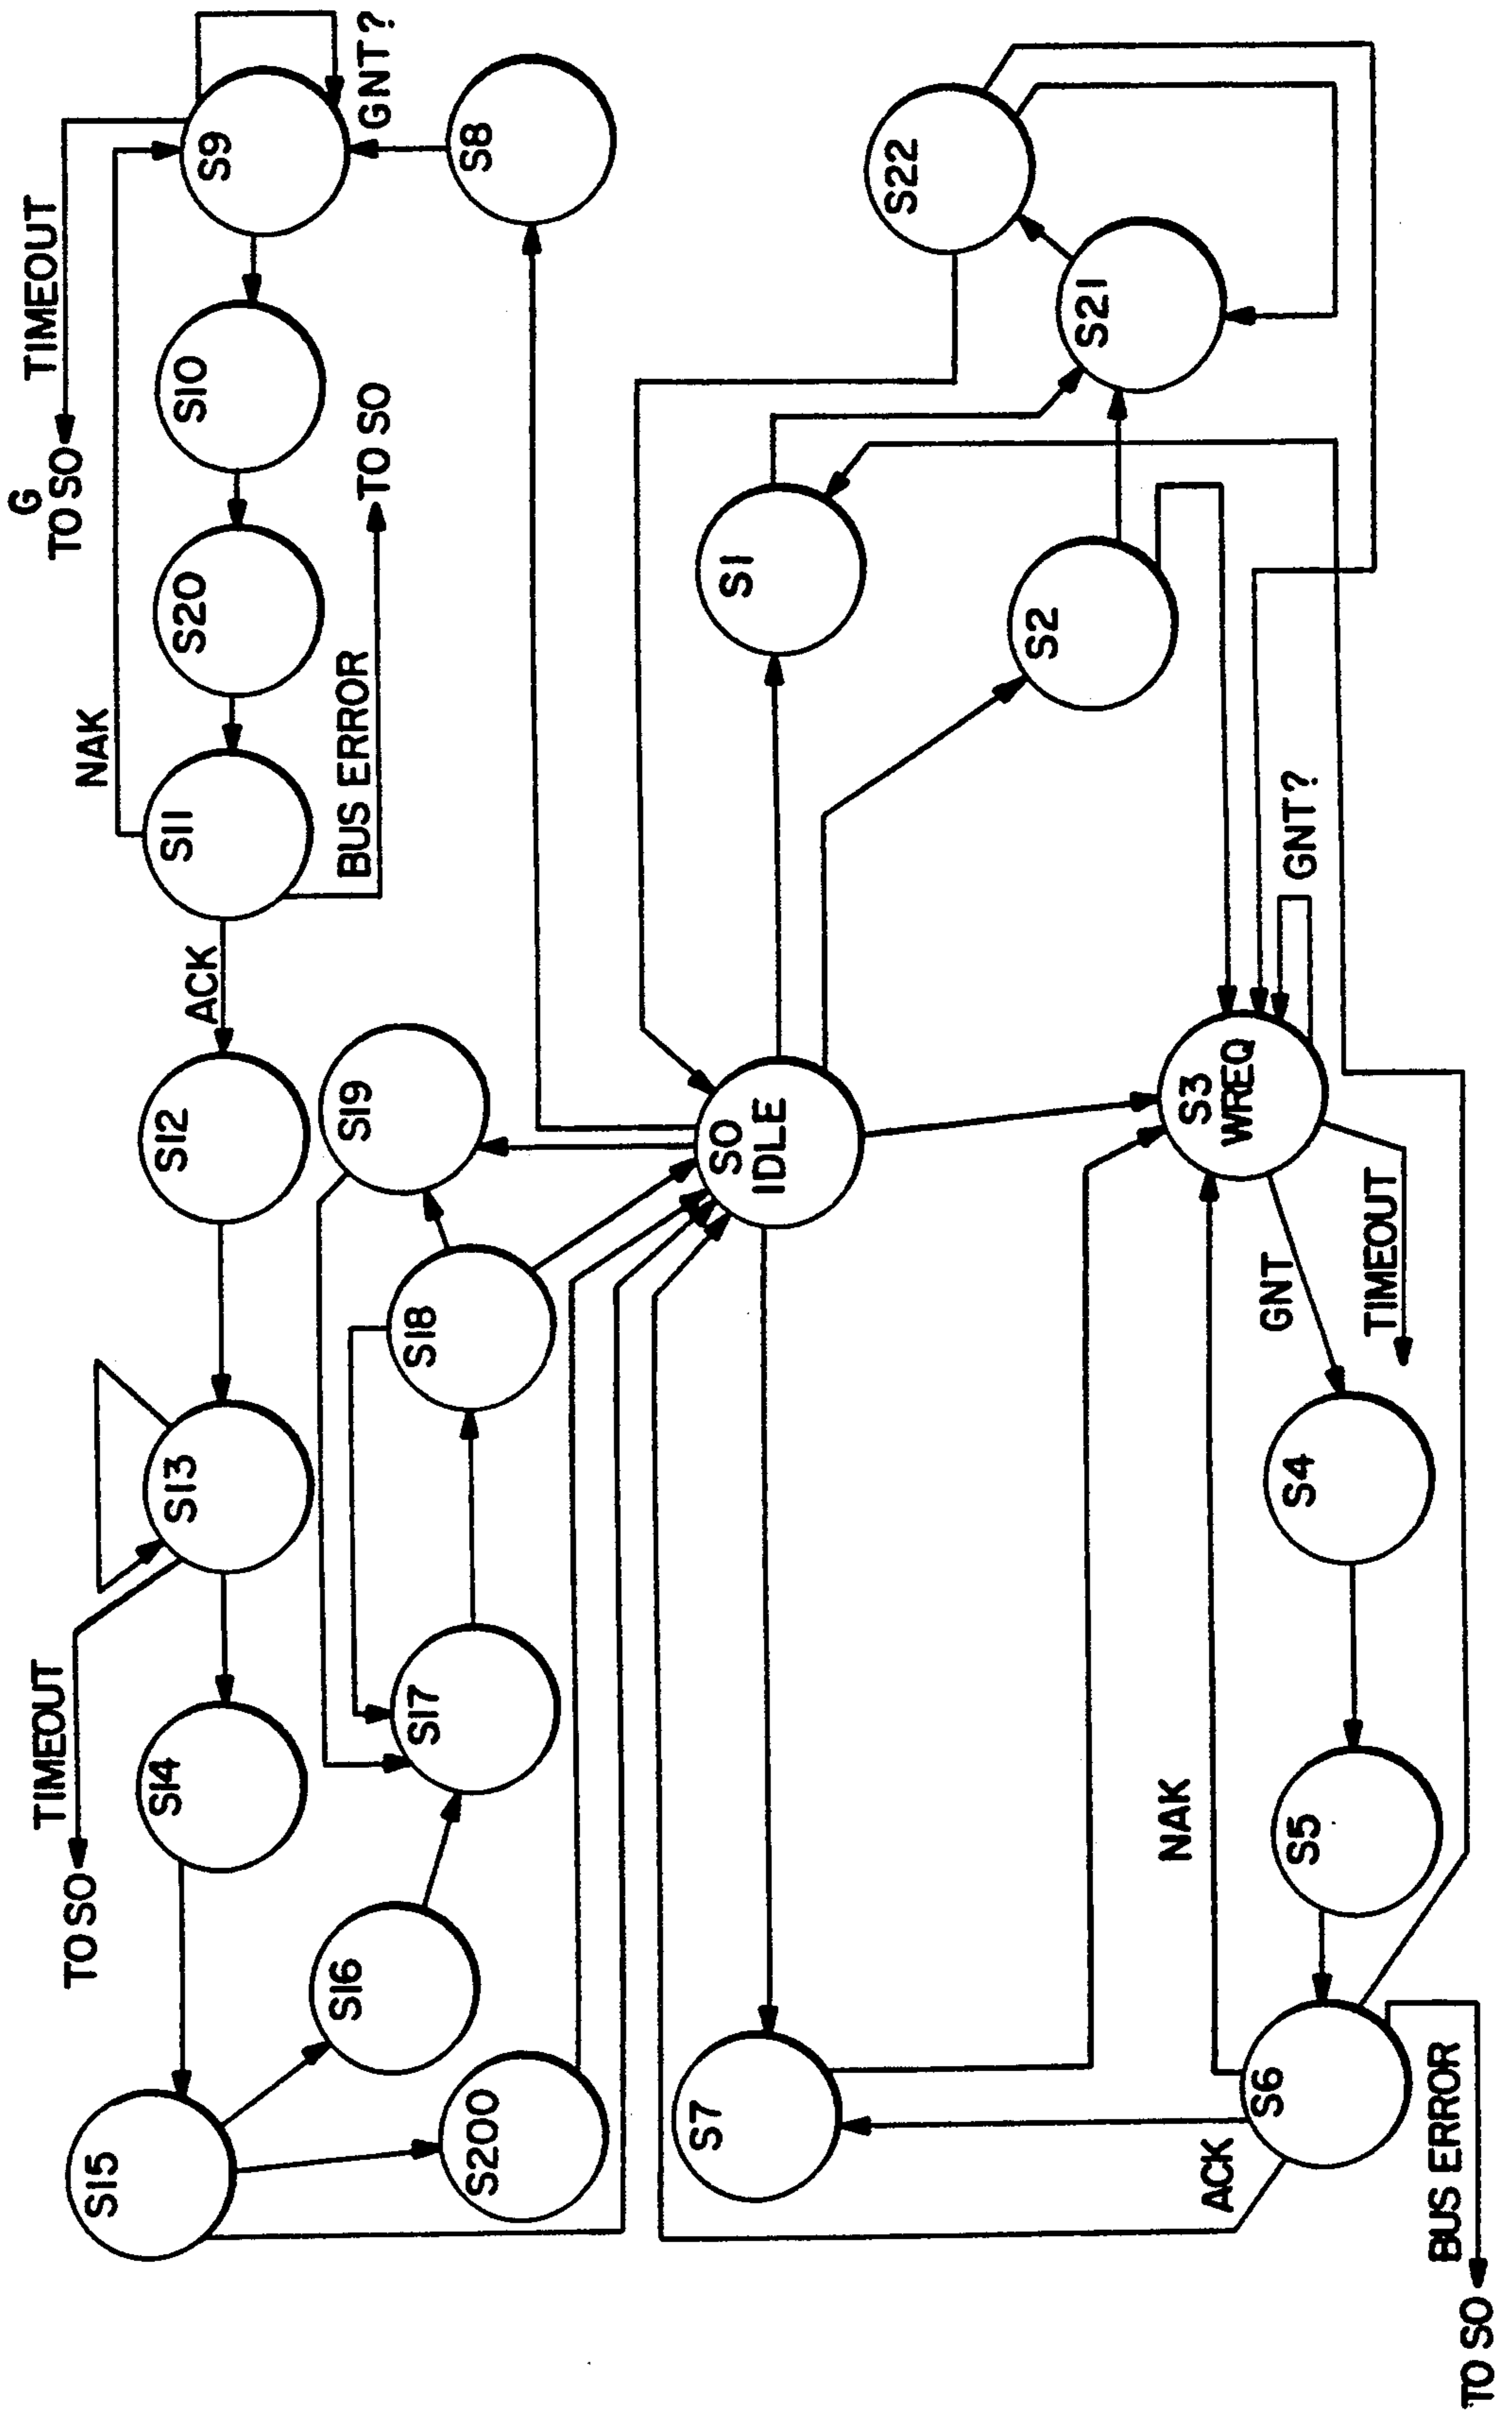 G
TIMEOUT
TIMEOUT
TO S0
TO S0
NAK
S15
S14
S13
S12
ACK
S11
S20
S10
S9
S16
S19
BUS ERROR
TO S0
GNT?
S17
S18
S200
S8
S7
S0
IDLE
S1
S22
S2
S21
NAK
ACK
S3
WREQ
S6
S5
S4
GNT
GNT?
TIMEOUT
BUS ERROR
TO S0